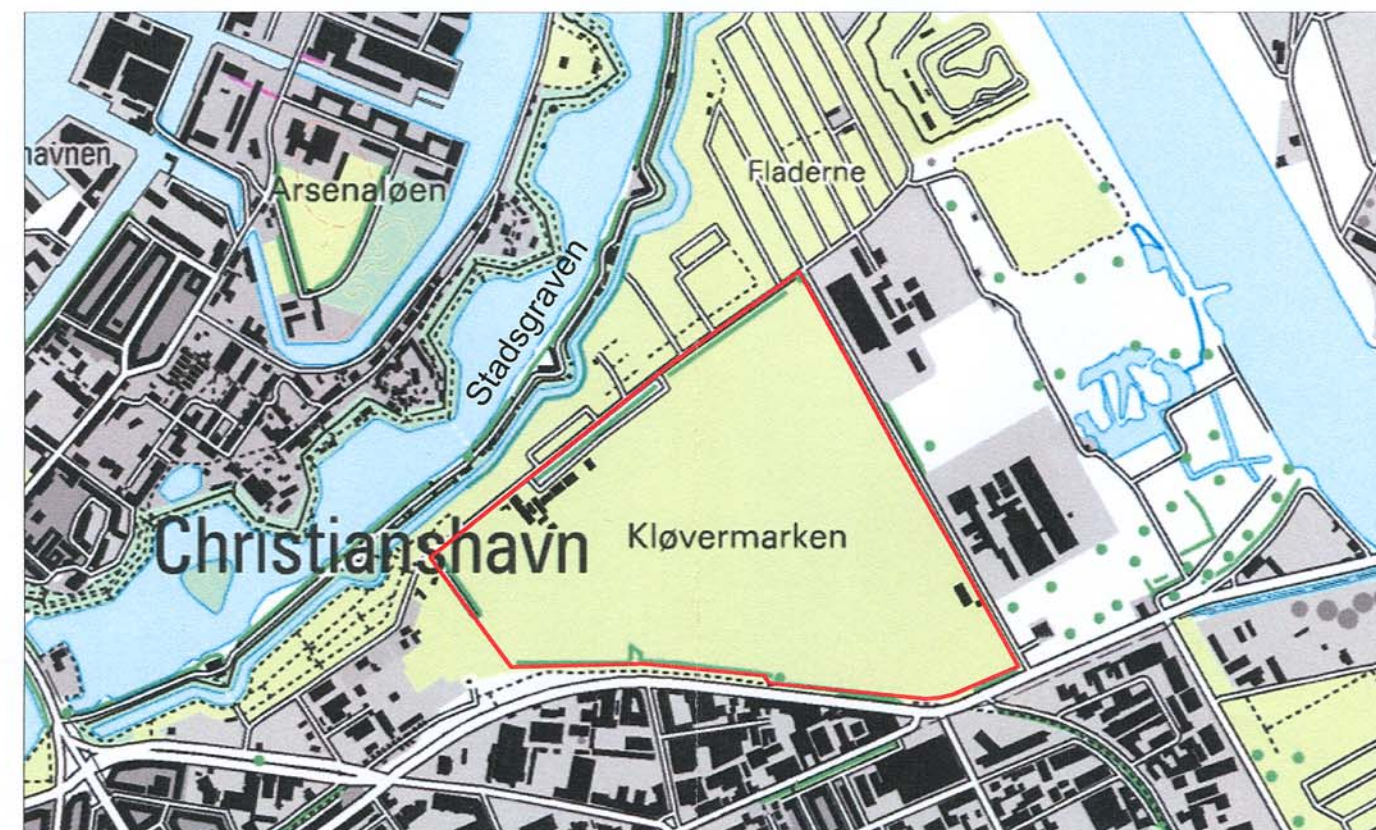 havnen
Arsenaløen
Fladerne
Stadsgraven
Christianshavn
Kløvermarken